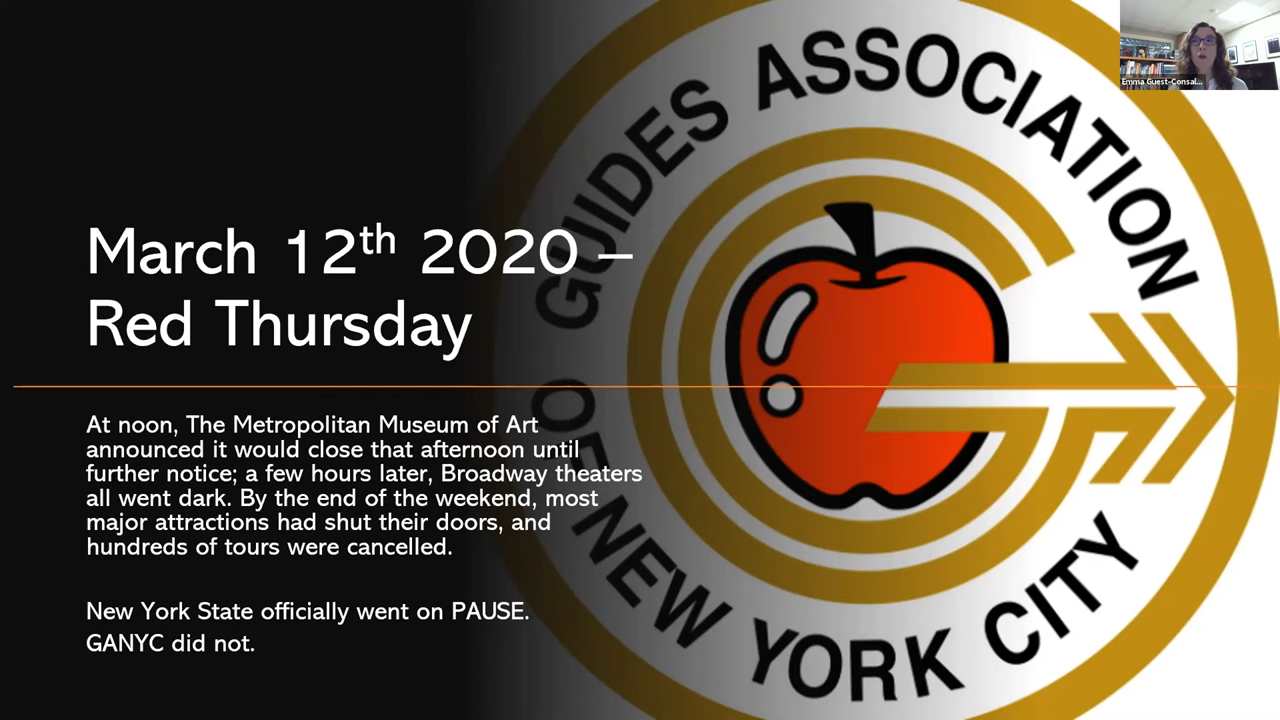 GUIDES ASSOCIATION
OF NEW YORK CITY
Emma Guest-Consal...
March 12th 2020 –
Red Thursday
At noon, The Metropolitan Museum of Art
announced it would close that afternoon until
further notice; a few hours later, Broadway theaters
all went dark. By the end of the weekend, most
major attractions had shut their doors, and
hundreds of tours were cancelled.
New York State officially went on PAUSE.
GANYC did not.